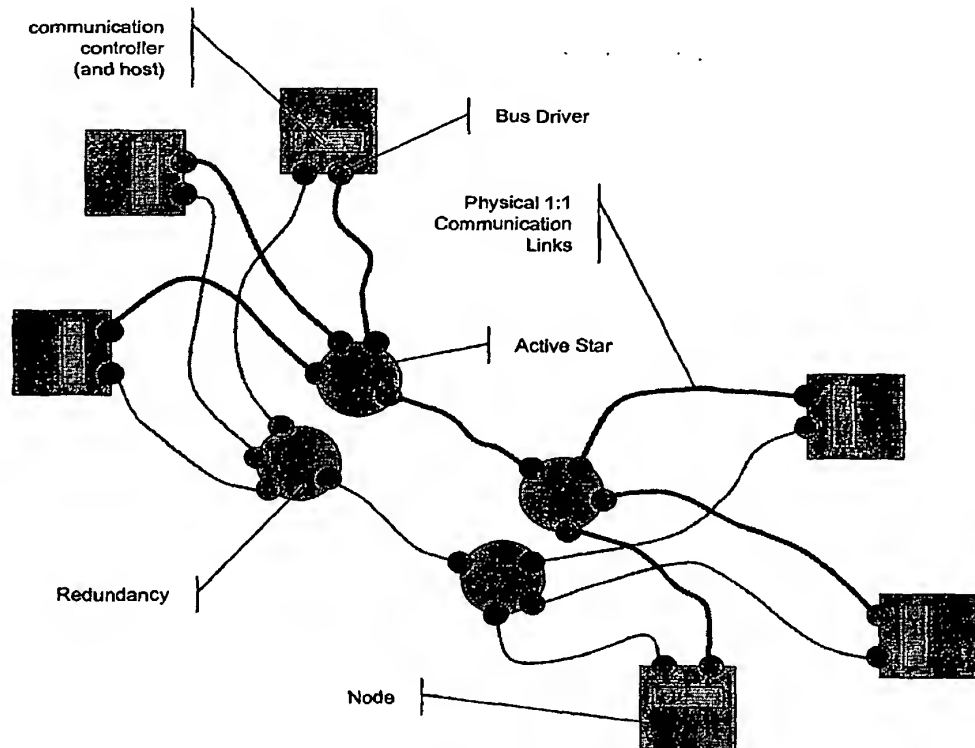 communication
controller
(and host)
Bus Driver
Physical 1:1
Communication
Links
Active Star
Redundancy
Node